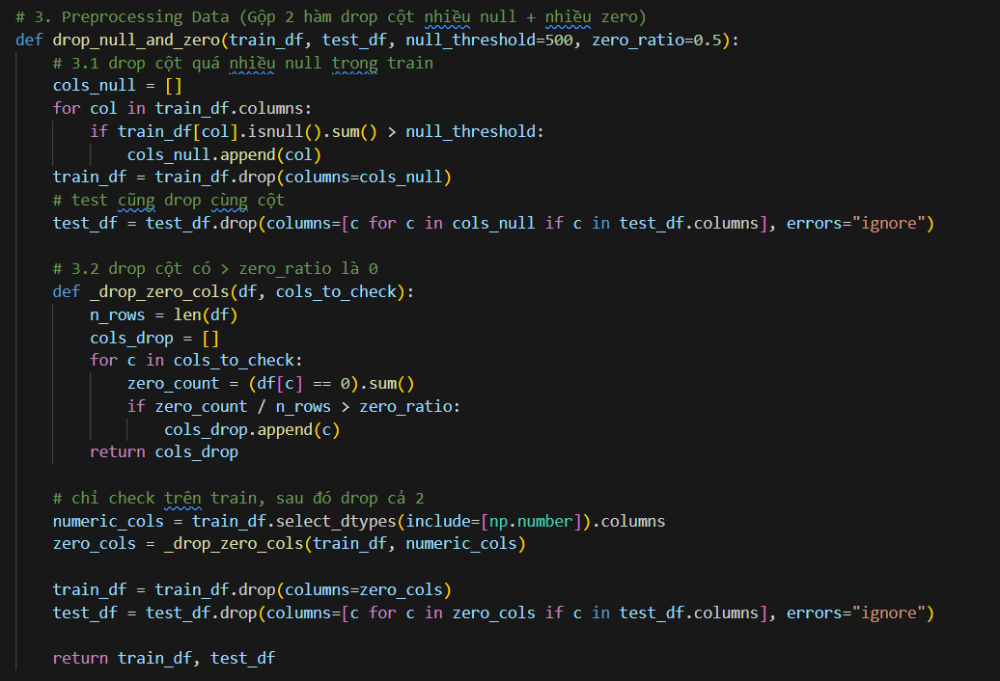 # 3. Preprocessing Data (Gộp 2 hàm drop cột nhiều null + nhiều zero)
def drop_null_and_zero(train_df, test_df, null_threshold=500, zero_ratio=0.5):
    # 3.1 drop cột quá nhiều null trong train
    cols_null = []
    for col in train_df.columns:
        if train_df[col].isnull().sum() > null_threshold:
            cols_null.append(col)
    train_df = train_df.drop(columns=cols_null)
    # test cũng drop cùng cột
    test_df = test_df.drop(columns=[c for c in cols_null if c in test_df.columns], errors="ignore")

    # 3.2 drop cột có > zero_ratio là 0
    def _drop_zero_cols(df, cols_to_check):
        n_rows = len(df)
        cols_drop = []
        for c in cols_to_check:
            zero_count = (df[c] == 0).sum()
            if zero_count / n_rows > zero_ratio:
                cols_drop.append(c)
        return cols_drop

    # chỉ check trên train, sau đó drop cả 2
    numeric_cols = train_df.select_dtypes(include=[np.number]).columns
    zero_cols = _drop_zero_cols(train_df, numeric_cols)

    train_df = train_df.drop(columns=zero_cols)
    test_df = test_df.drop(columns=[c for c in zero_cols if c in test_df.columns], errors="ignore")

    return train_df, test_df